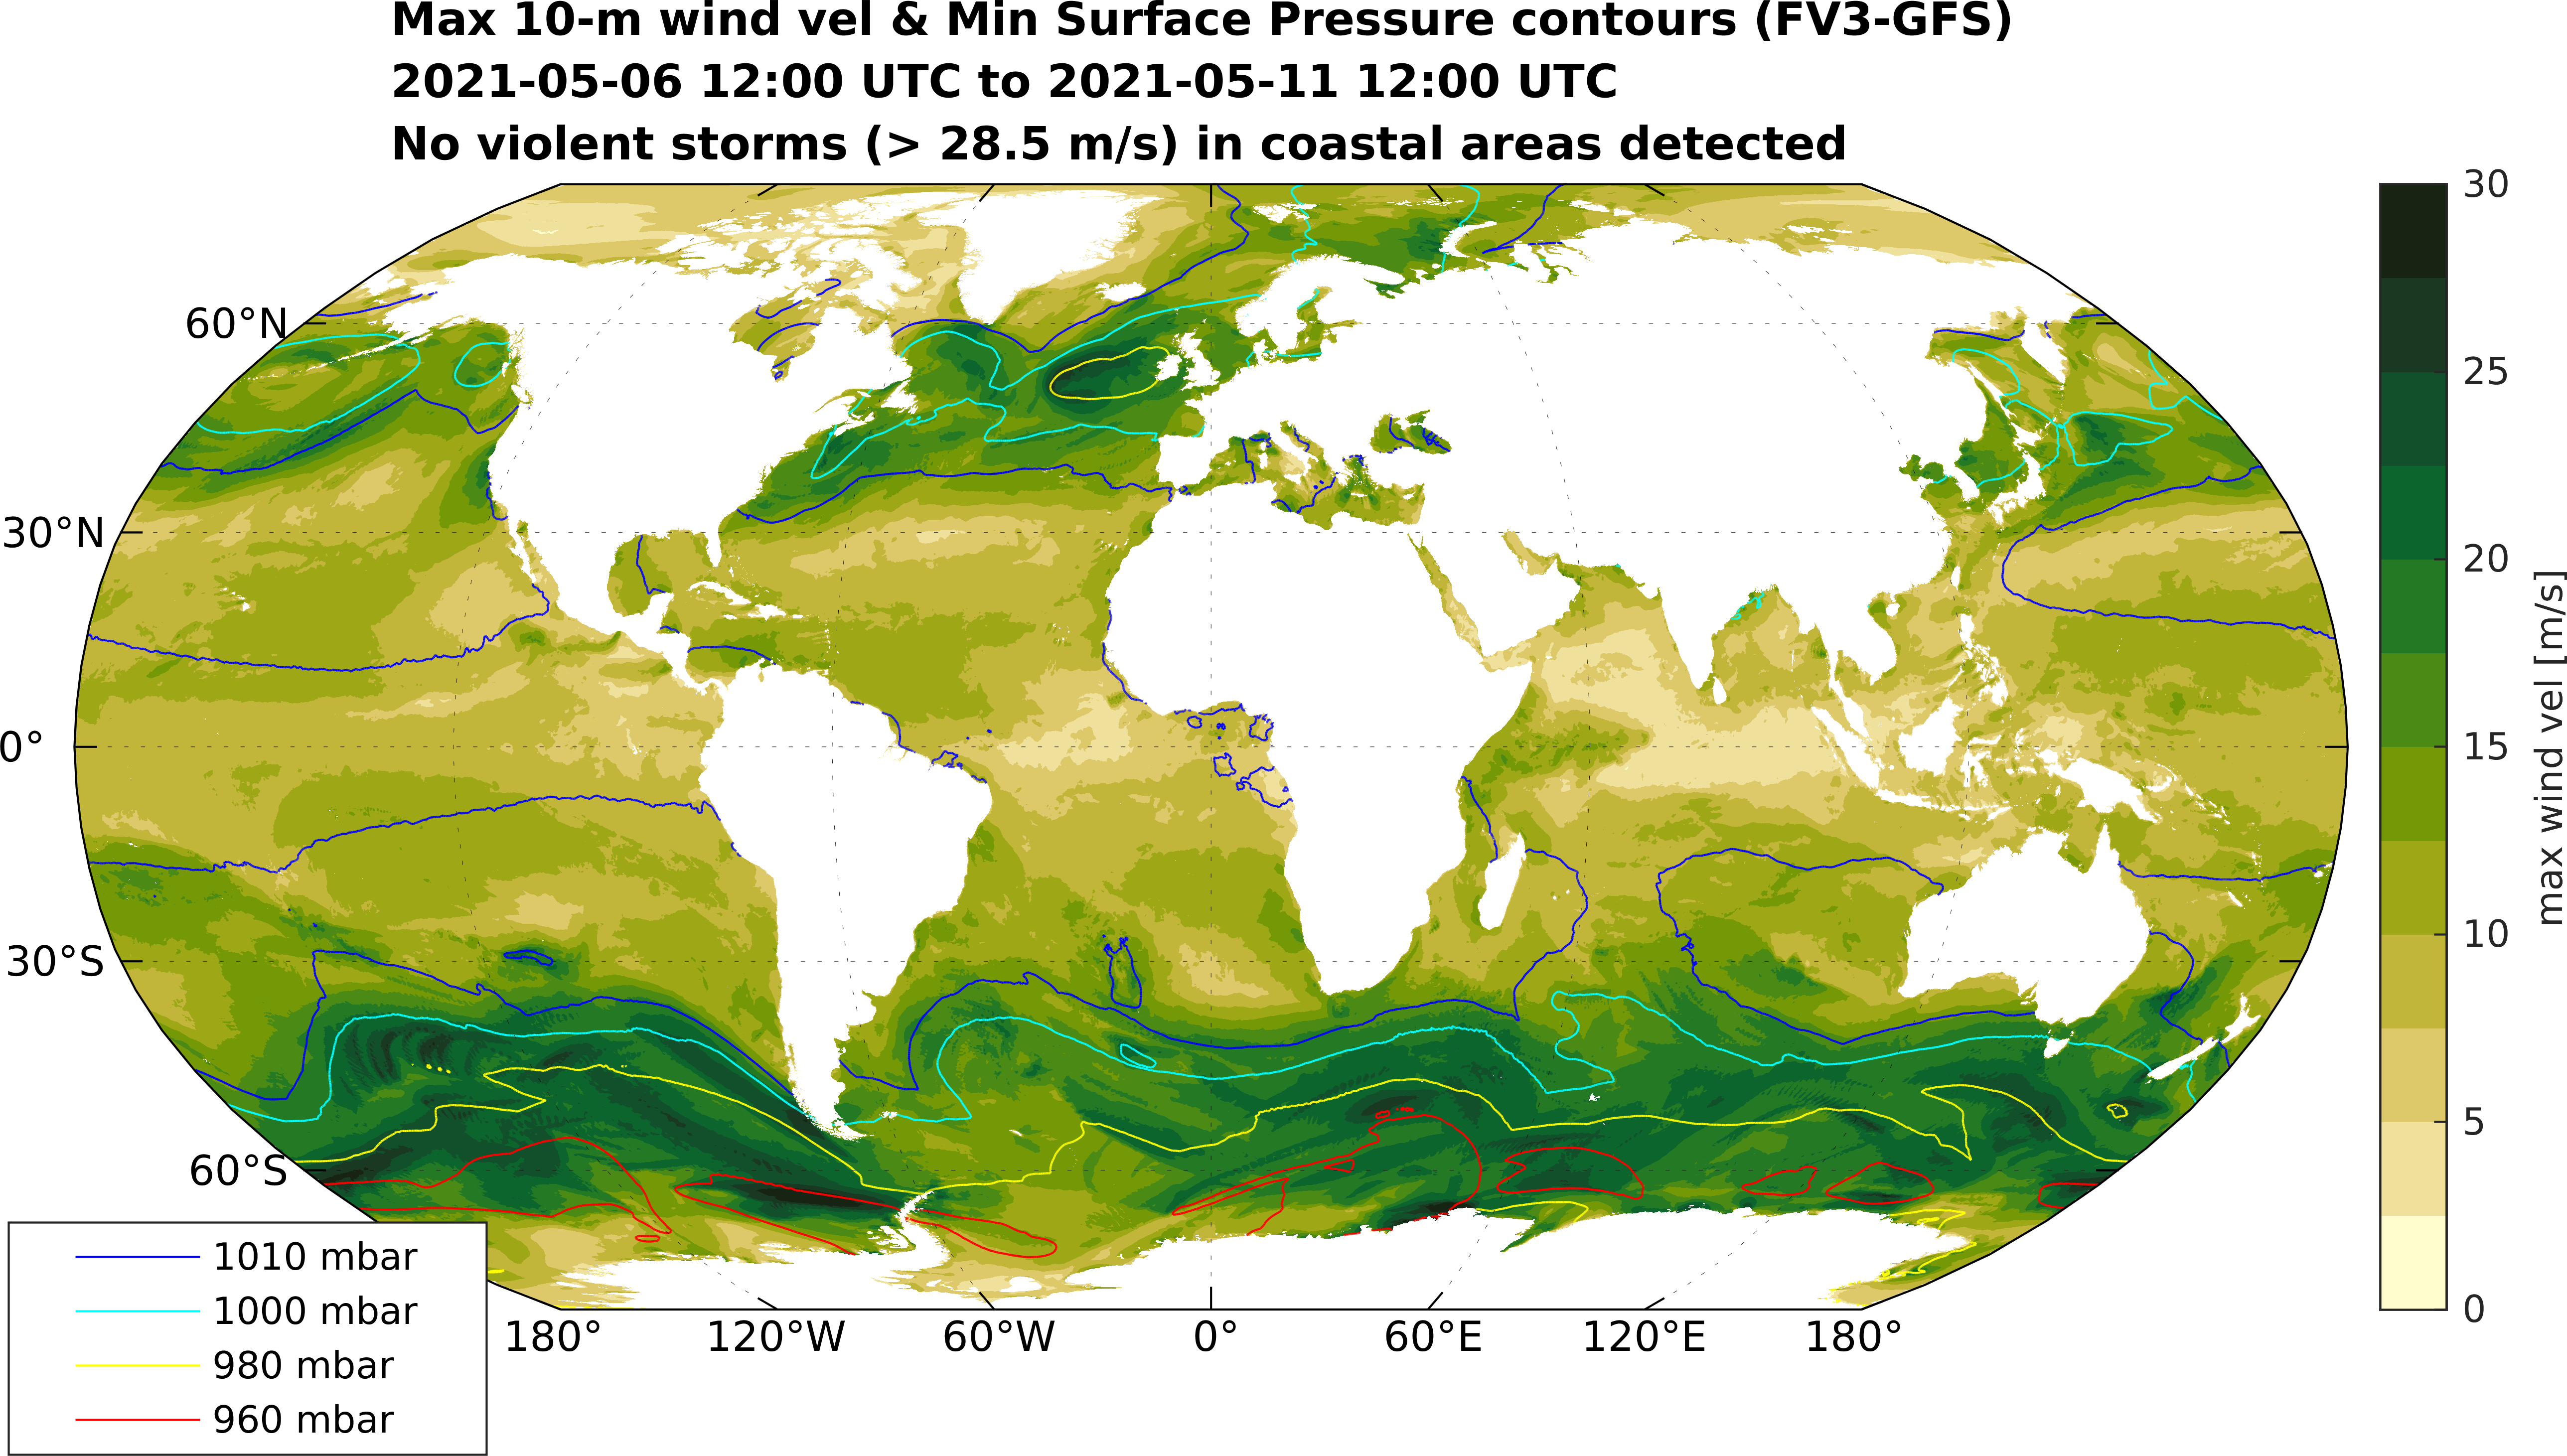 Max 10-m wind vel & Min Surface Pressure contours (FV3-GFS)
2021-05-06 12:00 UTC to 2021-05-11 12:00 UTC
No violent storms (> 28.5 m/s) in coastal areas detected
60°N
30°N
0°
30°S
60°S
180°
120°W
60°W
0°
60°E
120°E
180°
30
25
20
15
10
5
0
max wind vel [m/s]
1010 mbar
1000 mbar
980 mbar
960 mbar